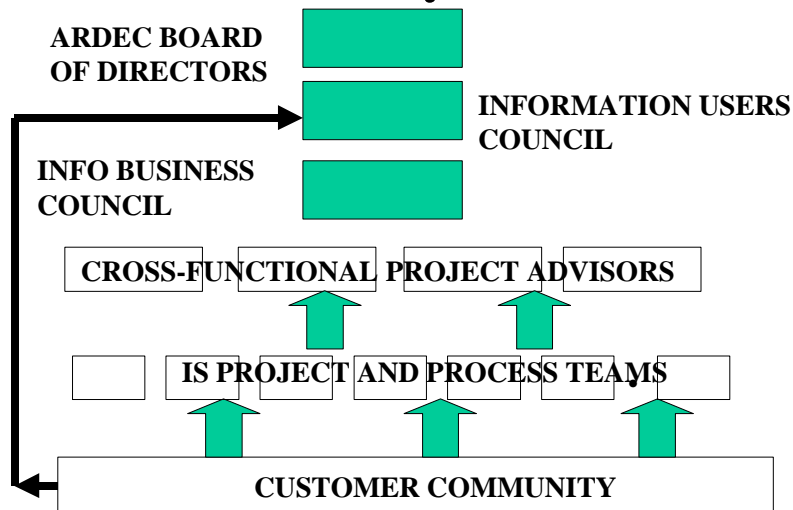 ARDEC BOARD
OF DIRECTORS
INFORMATION USERS
COUNCIL
INFO BUSINESS
COUNCIL
CROSS-FUNCTIONAL PROJECT ADVISORS
IS PROJECT AND PROCESS TEAMS
CUSTOMER COMMUNITY